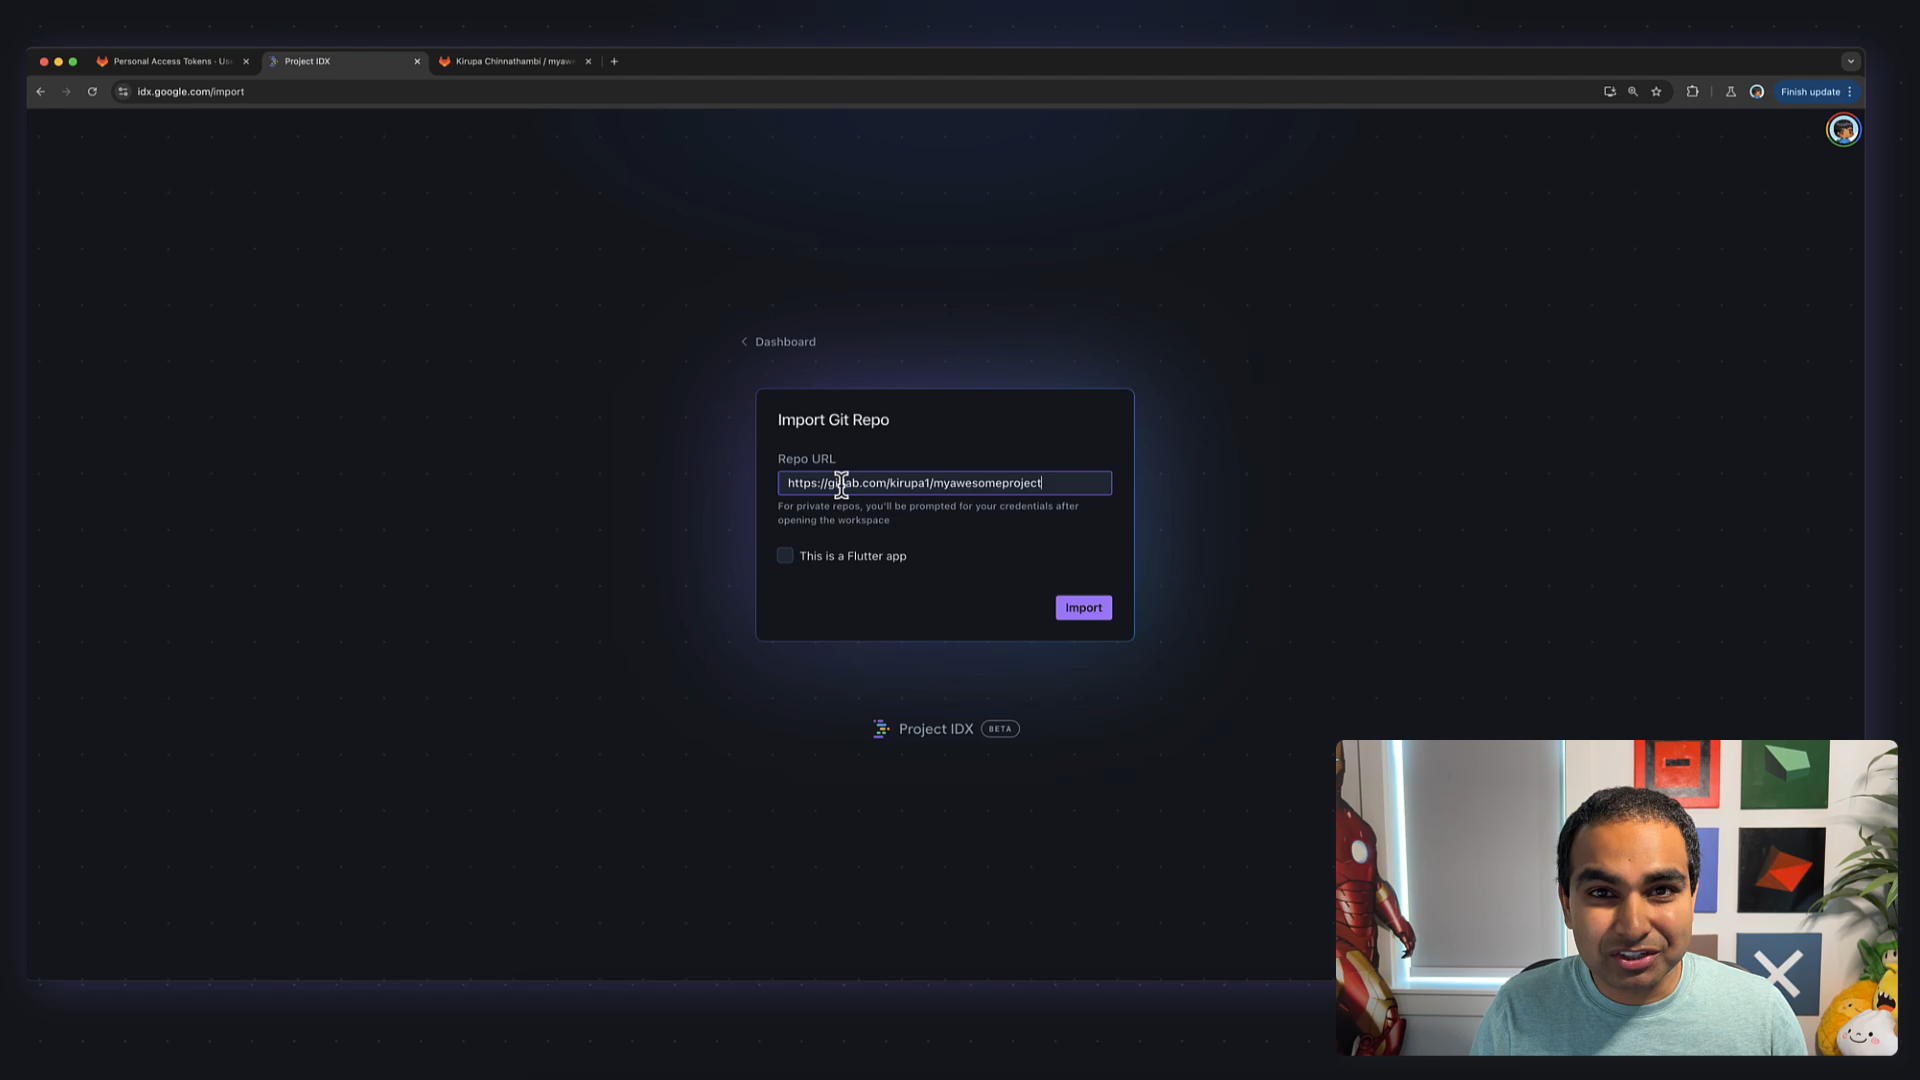 Personal Access Tokens · Us
Project IDX
Kirupa Chinnathambi / myaw
idx.google.com/import
Finish update
Dashboard
Import Git Repo
Repo URL
https://gitlab.com/kirupa1/myawesomeproject
For private repos, you'll be prompted for your credentials after
opening the workspace
This is a Flutter app
Import
Project IDX BETA